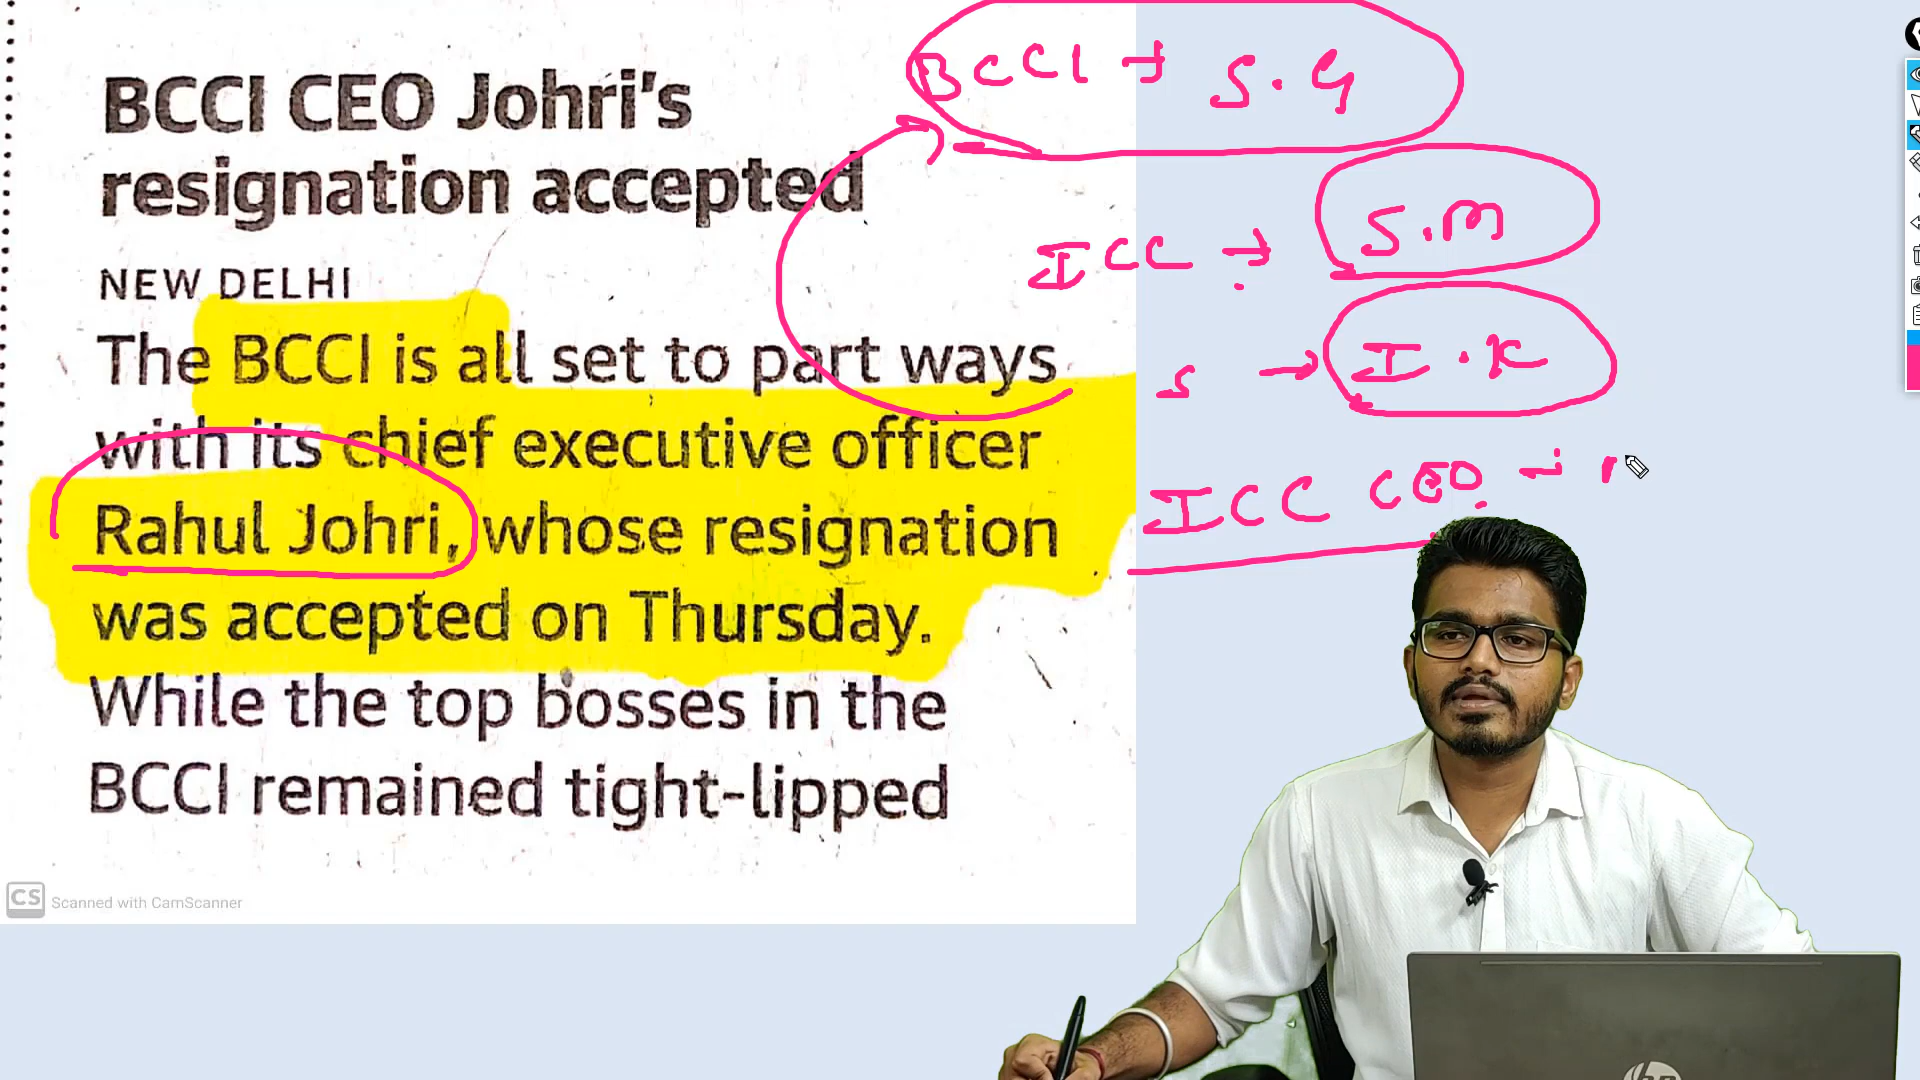 BCCI CEO Johri's
resignation accepted
NEW DELHI
The BCCI is all set to part ways
with its chief executive officer
Rahul Johri, whose resignation
was accepted on Thursday.
While the top bosses in the
BCCI remained tight-lipped
CS Scanned with CamScanner
BCCI → S.G
ICC → S.M
S → I.K
ICC CEO →
hp